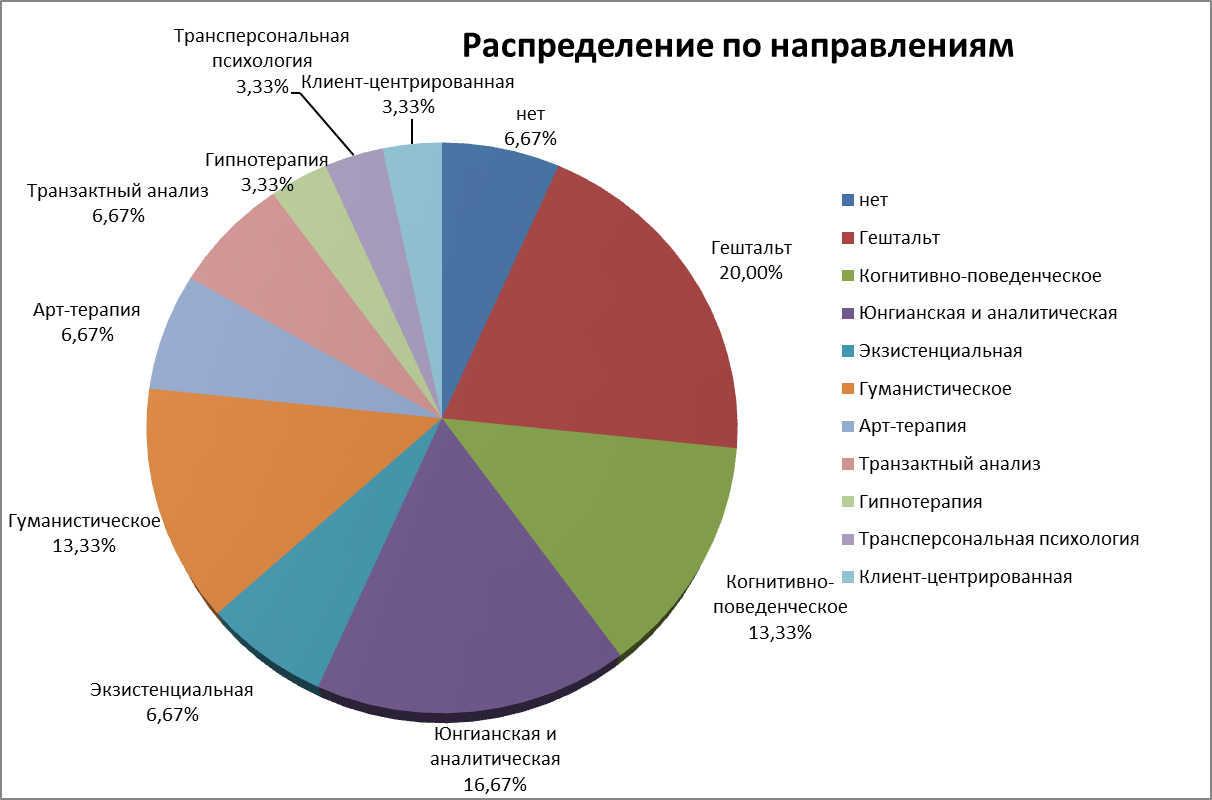 Распределение по направлениям
Трансперсональная
психология
3,33%
Клиент-центрированная
3,33%
нет
6,67%
Гипнотерапия
3,33%
Транзактный анализ
6,67%
Гештальт
20,00%
Арт-терапия
6,67%
Гуманистическое
13,33%
Когнитивно-
поведенческое
13,33%
Экзистенциальная
6,67%
Юнгианская и
аналитическая
16,67%
нет
Гештальт
Когнитивно-поведенческое
Юнгианская и аналитическая
Экзистенциальная
Гуманистическое
Арт-терапия
Транзактный анализ
Гипнотерапия
Трансперсональная психология
Клиент-центрированная